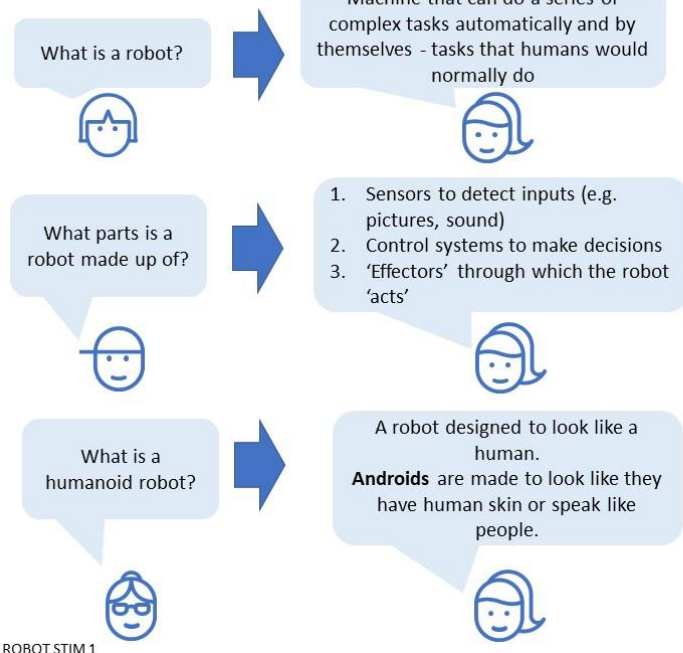 What is a robot?
Machine that can do a series of
complex tasks automatically and by
themselves - tasks that humans would
normally do
What parts is a
robot made up of?
1. Sensors to detect inputs (e.g.
pictures, sound)
2. Control systems to make decisions
3. ‘Effectors’ through which the robot
‘acts’
What is a
humanoid robot?
A robot designed to look like a
human.
Androids are made to look like they
have human skin or speak like
people.
ROBOT STIM 1